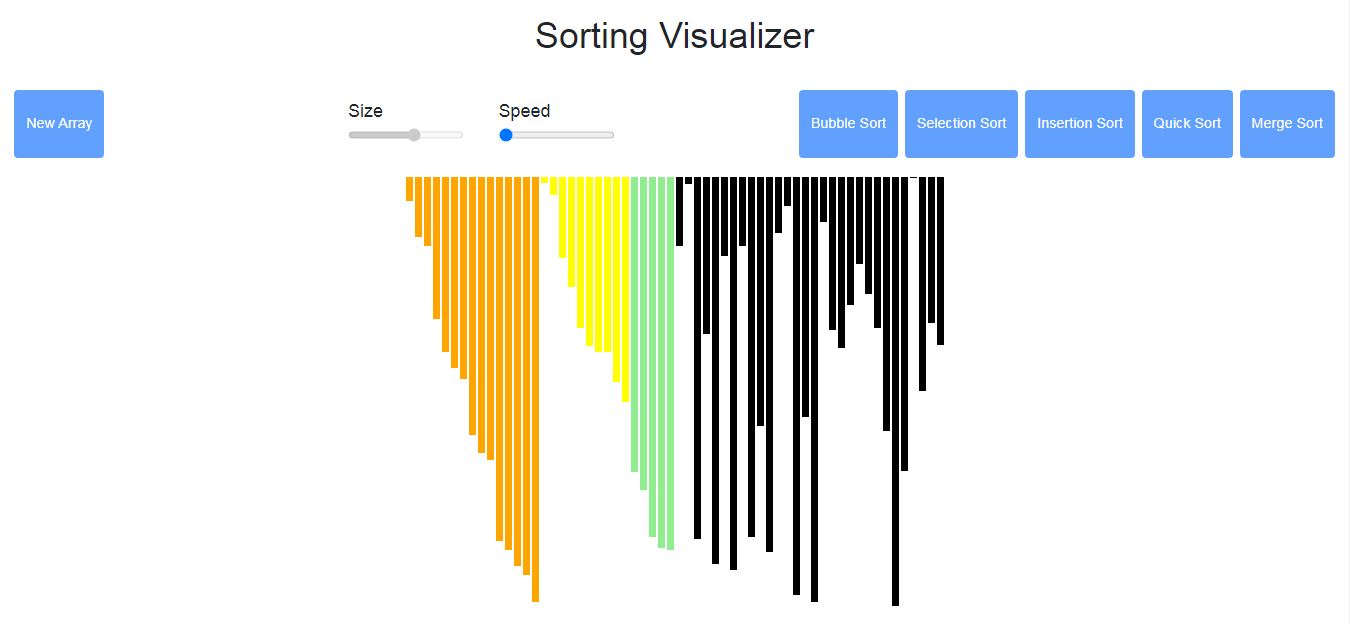 Sorting Visualizer
New Array
Size
Speed
Bubble Sort
Selection Sort
Insertion Sort
Quick Sort
Merge Sort